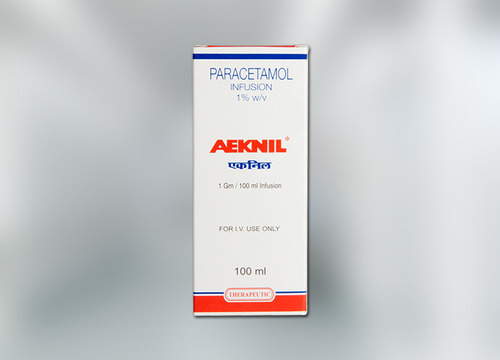 PARACETAMOL
INFUSION
1% w/v
AEKNIL*
एकनिल
1 Gm / 100 ml Infusion
FOR I.V. USE ONLY
100 ml
THERAPEUTIC